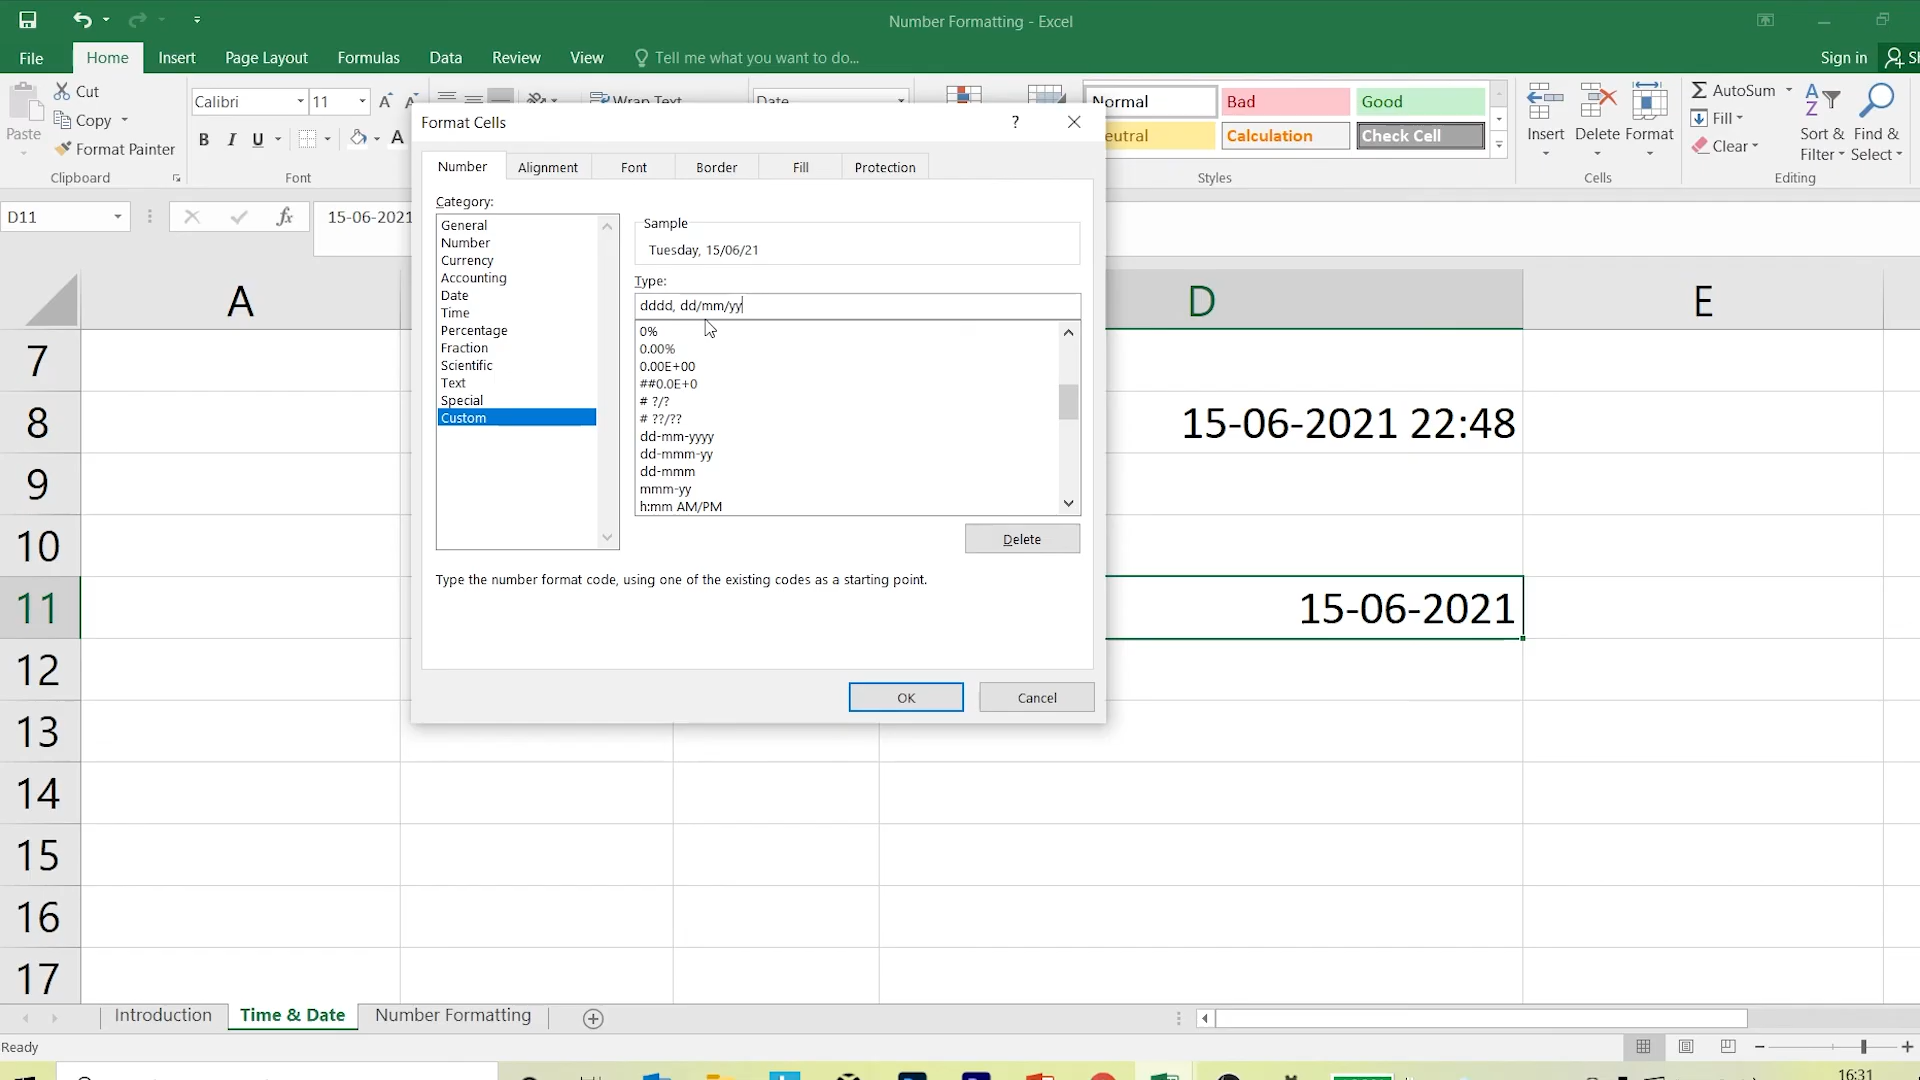 Number Formatting - Excel
File Home Insert Page Layout Formulas Data Review View Tell me what you want to do... Sign in
Paste
Cut
Copy
Format Painter
Clipboard
Calibri 11
B I U A
Font
Wrap Text
Date
Normal Bad Good
Neutral Calculation Check Cell
Styles
Insert Delete Format
Cells
AutoSum
Fill
Clear
Sort & Filter
Find & Select
Editing
D11
fx
15-06-2021
Format Cells ?
Number Alignment Font Border Fill Protection
Category:
General
Number
Currency
Accounting
Date
Time
Percentage
Fraction
Scientific
Text
Special
Custom
Sample
Tuesday, 15/06/21
Type:
dddd, dd/mm/yy
0%
0.00%
0.00E+00
##0.0E+0
# ?/?
# ??/??
dd-mm-yyyy
dd-mmm-yy
dd-mmm
mmm-yy
h:mm AM/PM
Delete
Type the number format code, using one of the existing codes as a starting point.
OK Cancel
A D E
7
8 15-06-2021 22:48
9
10
11 15-06-2021
12
13
14
15
16
17
Introduction Time & Date Number Formatting
Ready
16:31